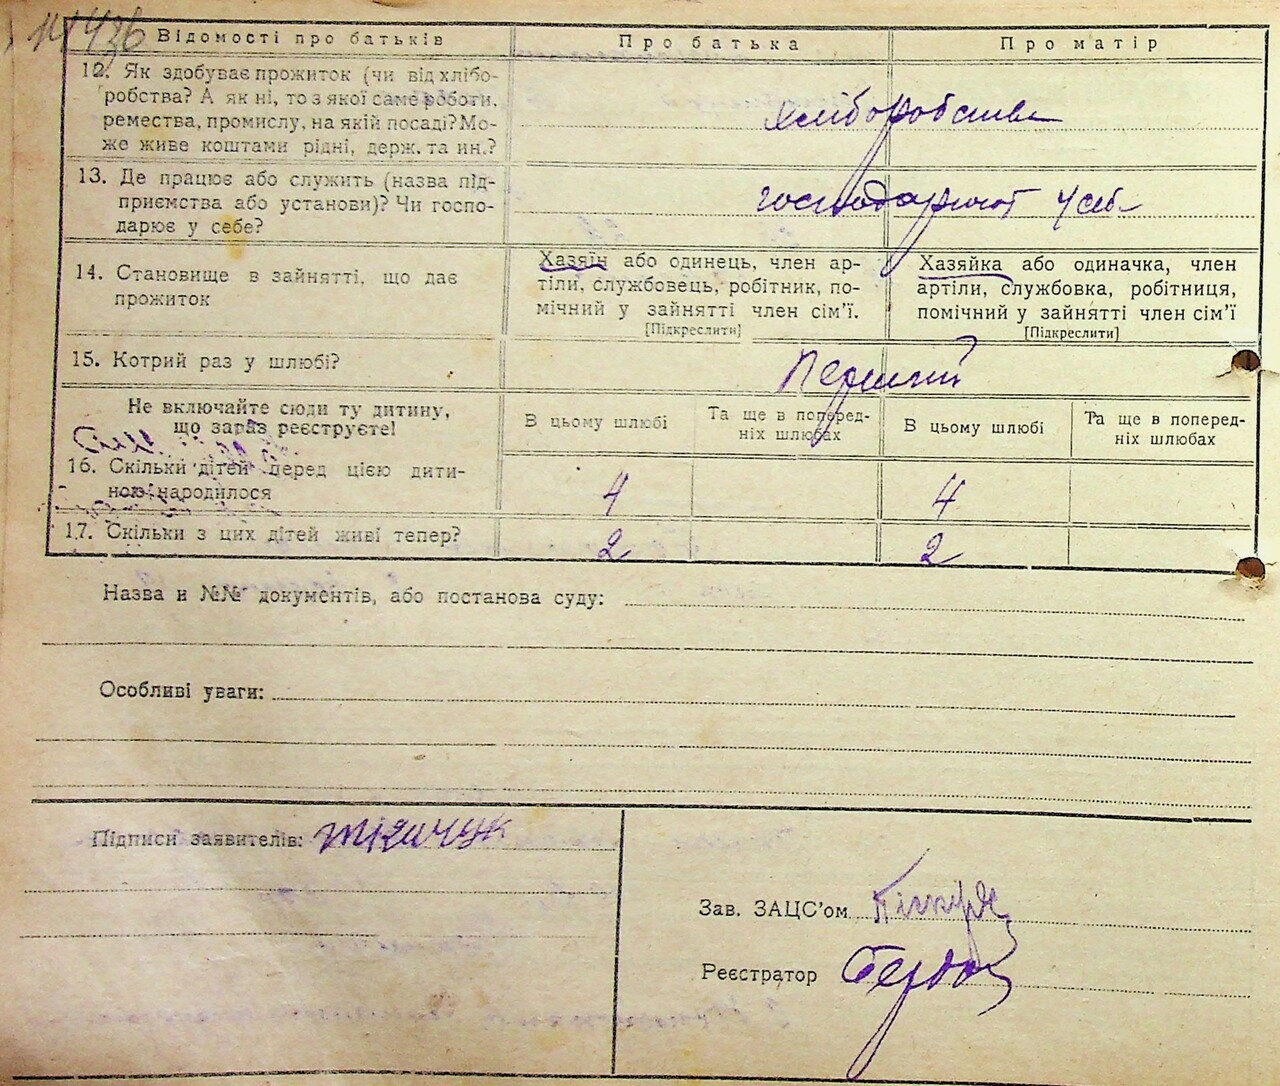 Відомості про батьків
Про батька
Про матір
12. Як здобуває прожиток (чи від хлібо-
робства? А як ні, то з якої саме роботи,
ремества, промислу, на якій посаді? Мо-
же живе коштами рідні, держ. та ин.?
хліборобства
13. Де працює або служить (назва під-
приємства або установи)? Чи госпо-
дарює у себе?
господарюют у себе
14. Становище в зайнятті, що дає
прожиток
Хазяїн або одинець, член ар-
тіли, службовець, робітник, по-
мічний у зайнятті член сім'ї.
[Підкреслити]
Хазяйка або одиначка, член
артіли, службовка, робітниця,
помічний у зайнятті член сім'ї
[Підкреслити]
15. Котрий раз у шлюбі?
Перший
Не включайте сюди ту дитину,
що зараз реєструєте!
В цьому шлюбі
Та ще в поперед-
ніх шлюбах
В цьому шлюбі
Та ще в поперед-
ніх шлюбах
16. Скільки дітей перед цією дити-
ною народилося
4
4
17. Скільки з цих дітей живі тепер?
2
2
Назва и №№ документів, або постанова суду:
Особливі уваги:
Підписи заявителів:
Зав. ЗАЦС'ом
Реєстратор